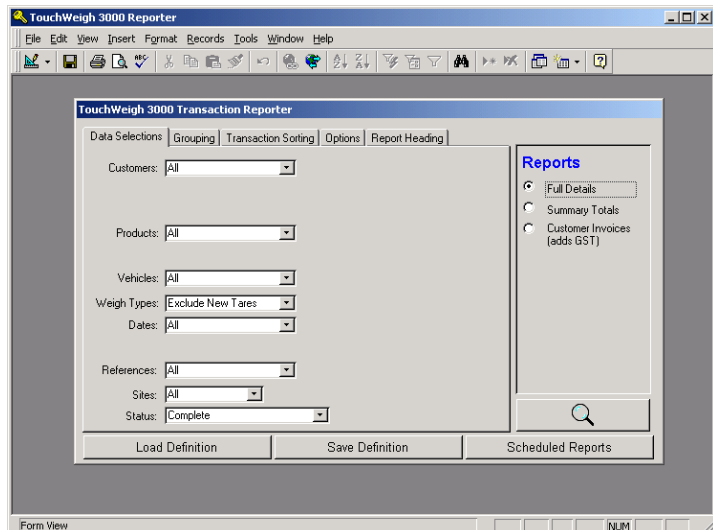 TouchWeigh 3000 Reporter
File Edit View Insert Format Records Tools Window Help
TouchWeigh 3000 Transaction Reporter
Data Selections Grouping Transaction Sorting Options Report Heading
Customers: All
Products: All
Vehicles: All
Weigh Types: Exclude New Tares
Dates: All
References: All
Sites: All
Status: Complete
Reports
Full Details
Summary Totals
Customer Invoices
(adds GST)
Load Definition Save Definition Scheduled Reports
Form View NUM